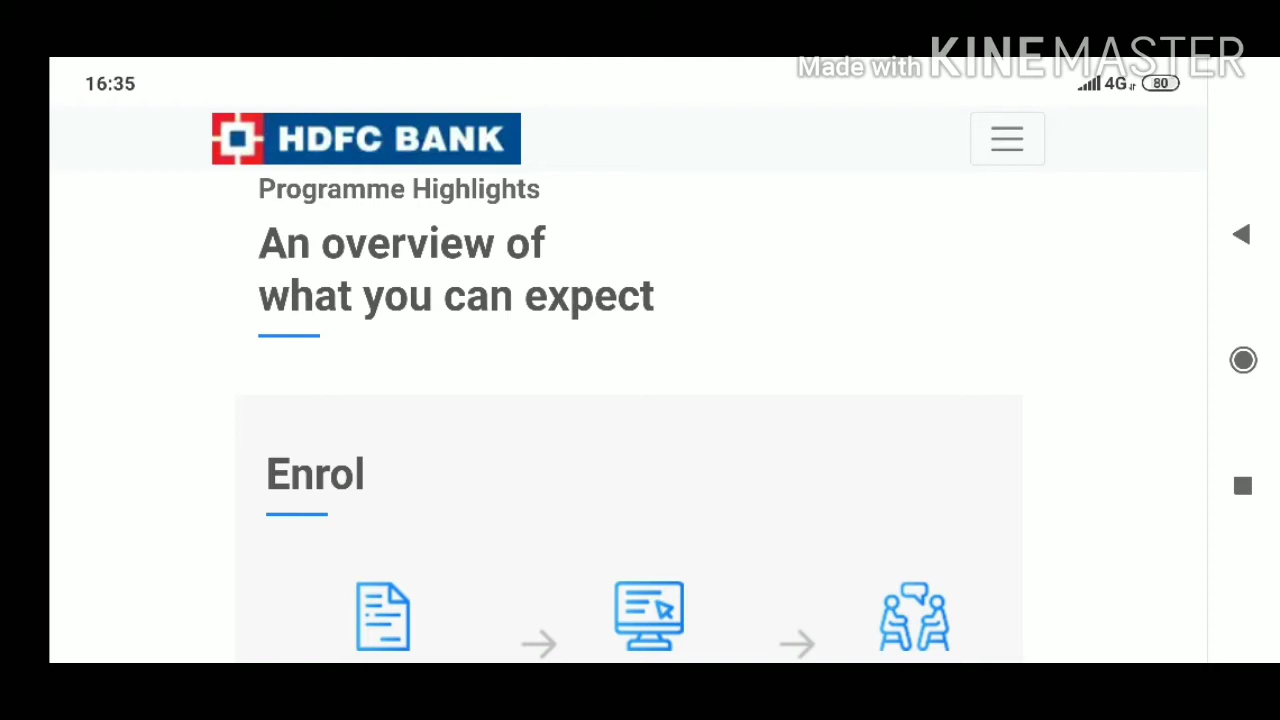 Made with KINEMASTER
16:35
4G 80
HDFC BANK
Programme Highlights
An overview of
what you can expect
Enrol